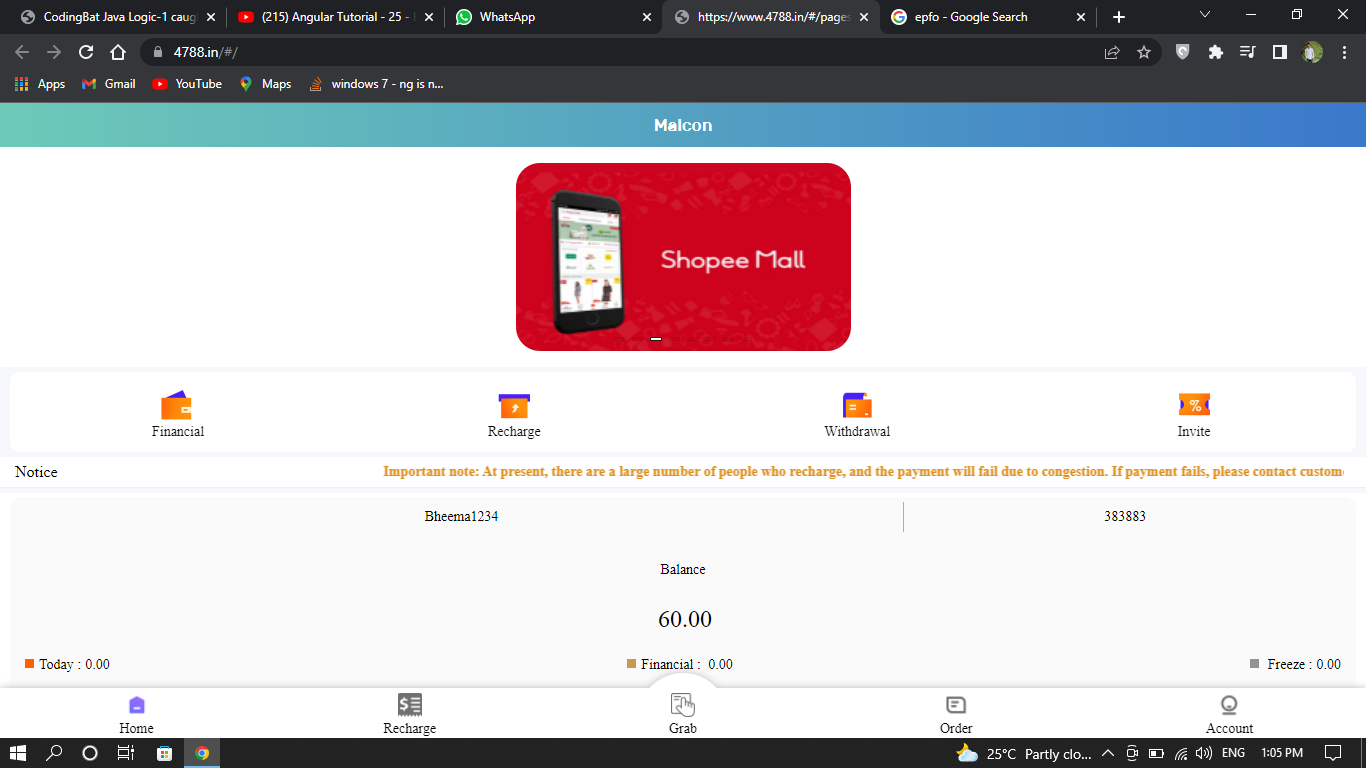 CodingBat Java Logic-1 caug
(215) Angular Tutorial - 25 -
WhatsApp
https://www.4788.in/#/pages
epfo - Google Search
4788.in/#/
Apps
Gmail
YouTube
Maps
windows 7 - ng is n...
Shopee Mall
Financial
Recharge
Withdrawal
Invite
Notice
Important note: At present, there are a large number of people who recharge, and the payment will fail due to congestion. If payment fails, please contact custom
Bheema1234
383883
Balance
60.00
Today : 0.00
Financial : 0.00
Freeze : 0.00
Home
Recharge
Grab
Order
Account
25°C Partly clo...
ENG
1:05 PM